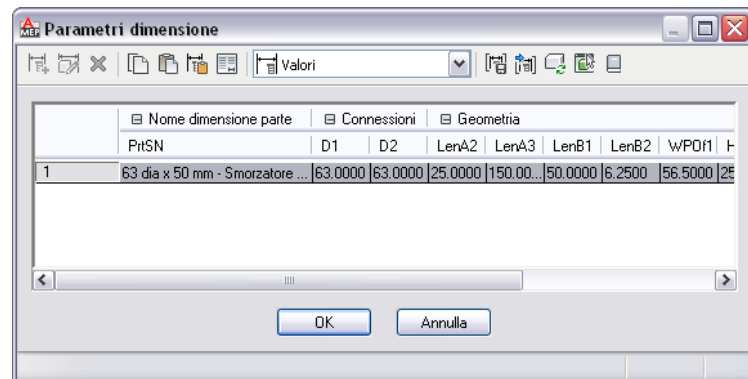 Parametri dimensione
Valori
Nome dimensione parte Connessioni Geometria
PrtSN D1 D2 LenA2 LenA3 LenB1 LenB2 WPOf1 H
1 63 dia x 50 mm - Smorzatore ... 63.0000 63.0000 25.0000 150.00... 50.0000 6.2500 56.5000 25
OK Annulla